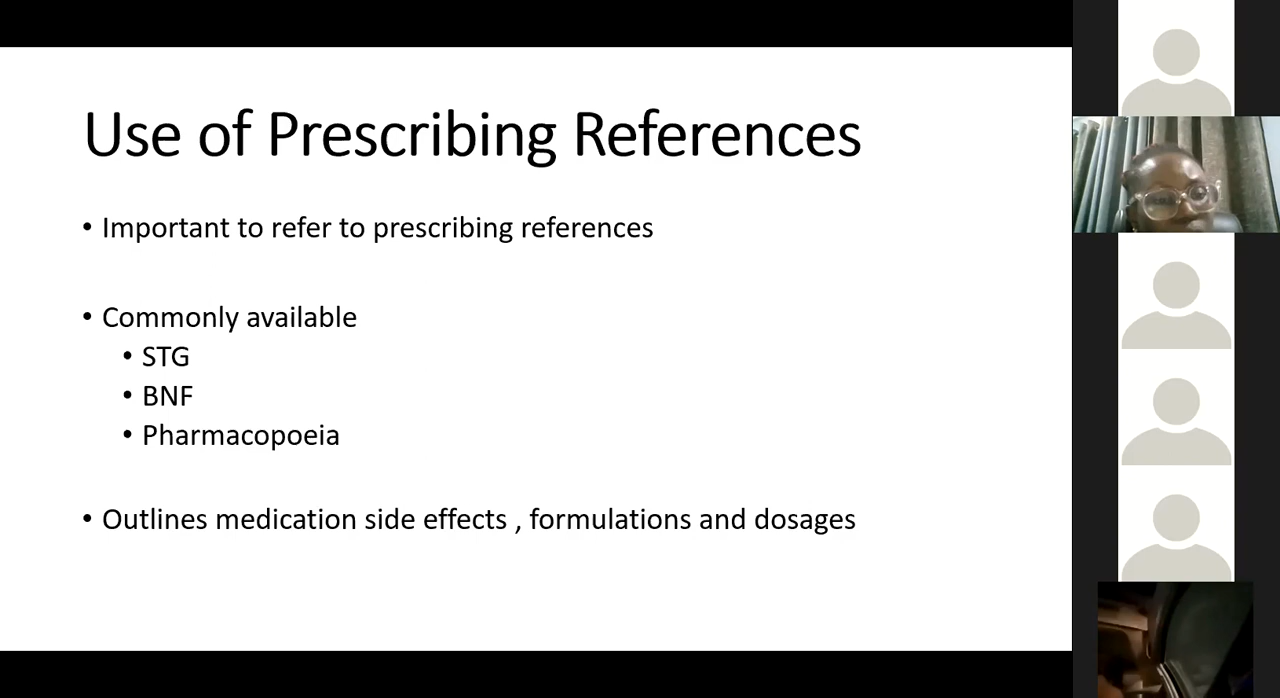 Use of Prescribing References
• Important to refer to prescribing references
• Commonly available
• STG
• BNF
• Pharmacopoeia
• Outlines medication side effects , formulations and dosages